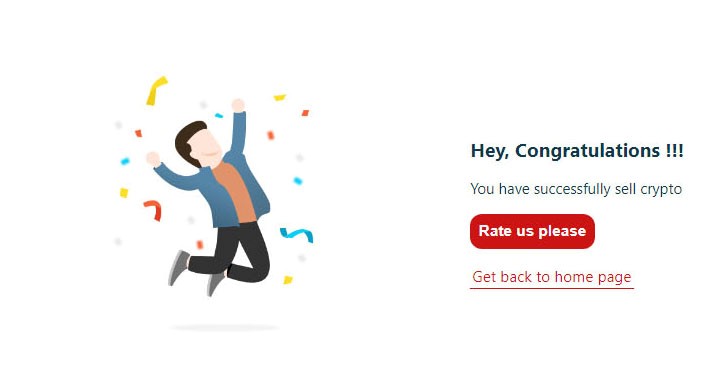 Hey, Congratulations !!!
You have successfully sell crypto
Rate us please
Get back to home page